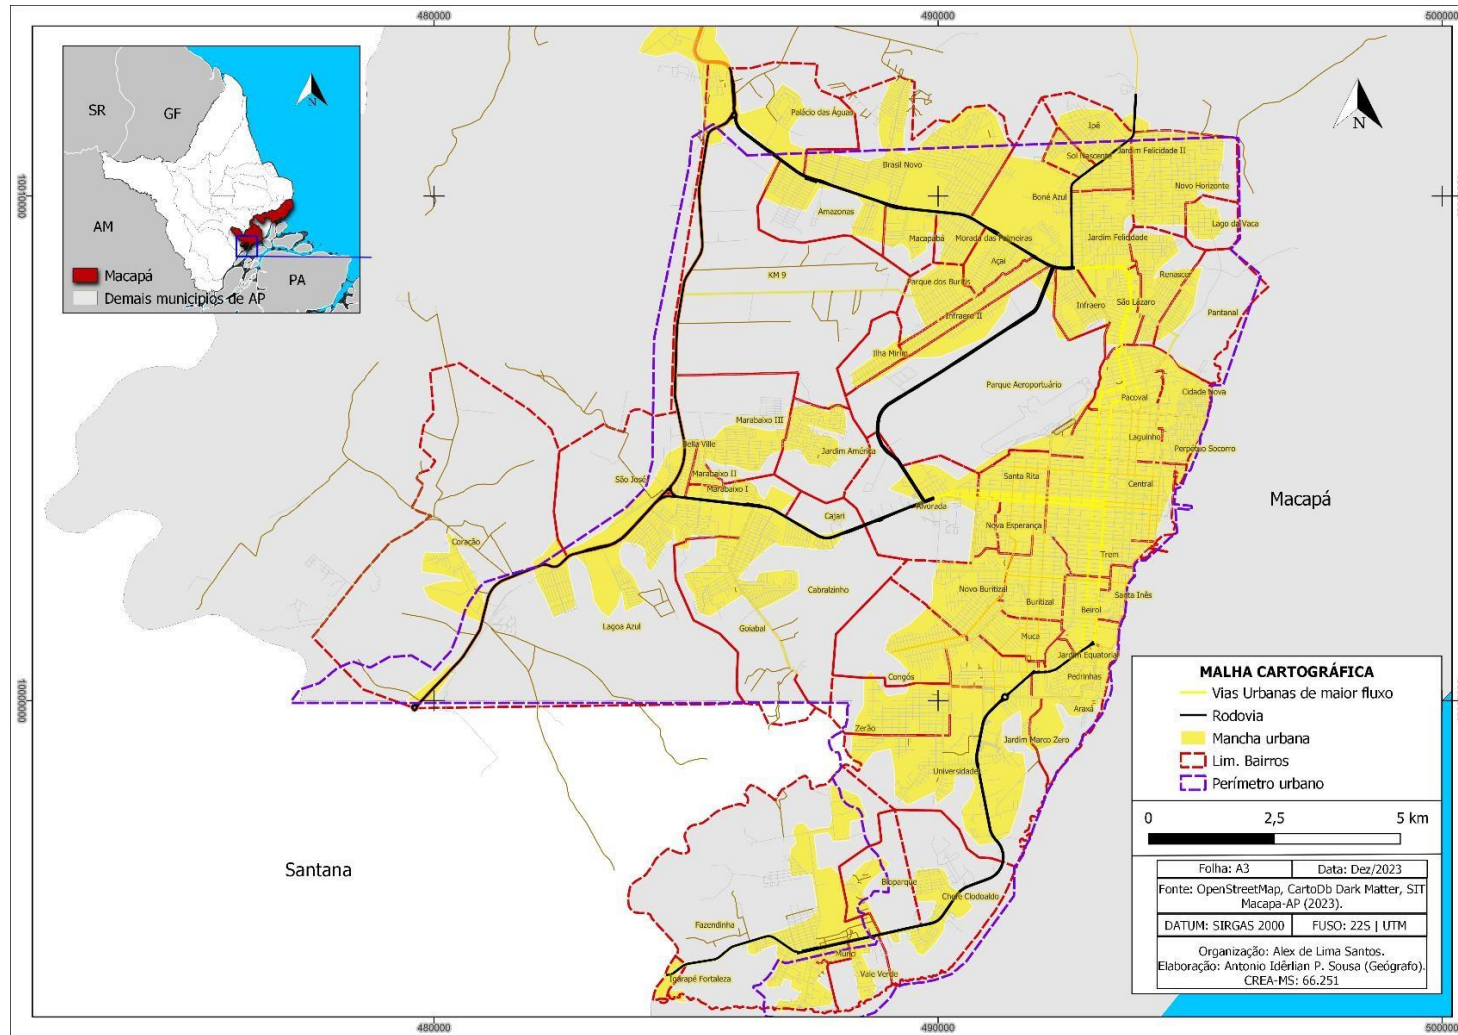 480000
490000
500000
SR
GF
N
AM
PA
Macapá
Demais municipios de AP
N
Palácio das Águas
Ipê
Sol Nascente
Jardim Felicidade II
Brasil Novo
Novo Horizonte
Boné Azul
Amazonas
Lago da Vaca
Macapabá
Morada das Palmeiras
Jardim Felicidade
Açaí
KM 9
Parque dos Buritis
Renascer
Infraero
São Lázaro
Pantanal
Infraero II
Ilha Mirim
Parque Aeroportuário
Cidade Nova
Pacoval
Marabaixo III
Laguinho
Bella Ville
Jardim América
Perpétuo Socorro
Marabaixo II
Santa Rita
São José
Central
Marabaixo I
Macapá
Alvorada
Cajari
Nova Esperança
Coração
Trem
Cabralzinho
Novo Buritizal
Santa Inês
Buritizal
Beirol
Lagoa Azul
Goiabal
Muca
Jardim Equatorial
Congós
Pedrinhas
Araxá
Zerão
Jardim Marco Zero
Universidade
Santana
Bioparque
Chefe Clodoaldo
Fazendinha
Murici
Igarapé Fortaleza
Vale Verde
MALHA CARTOGRÁFICA
Vias Urbanas de maior fluxo
Rodovia
Mancha urbana
Lim. Bairros
Perímetro urbano
0 2,5 5 km
Folha: A3
Data: Dez/2023
Fonte: OpenStreetMap, CartoDb Dark Matter, SIT
Macapa-AP (2023).
DATUM: SIRGAS 2000
FUSO: 22S | UTM
Organização: Alex de Lima Santos.
Elaboração: Antonio Idêrlian P. Sousa (Geógrafo).
CREA-MS: 66.251
480000
490000
500000